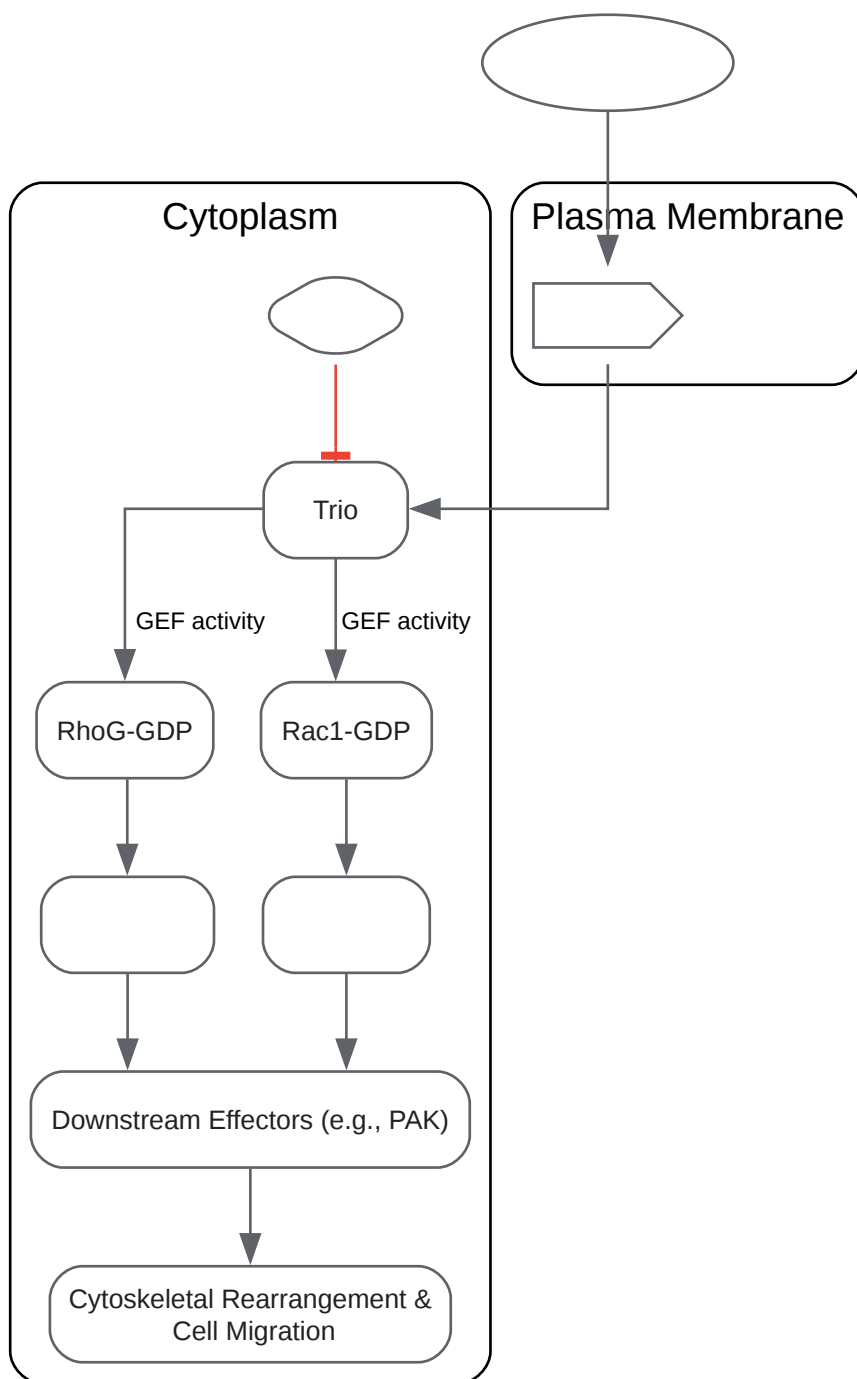 Cytoplasm
Plasma Membrane
Trio
GEF activity
GEF activity
RhoG-GDP
Rac1-GDP
Downstream Effectors (e.g., PAK)
Cytoskeletal Rearrangement &
Cell Migration